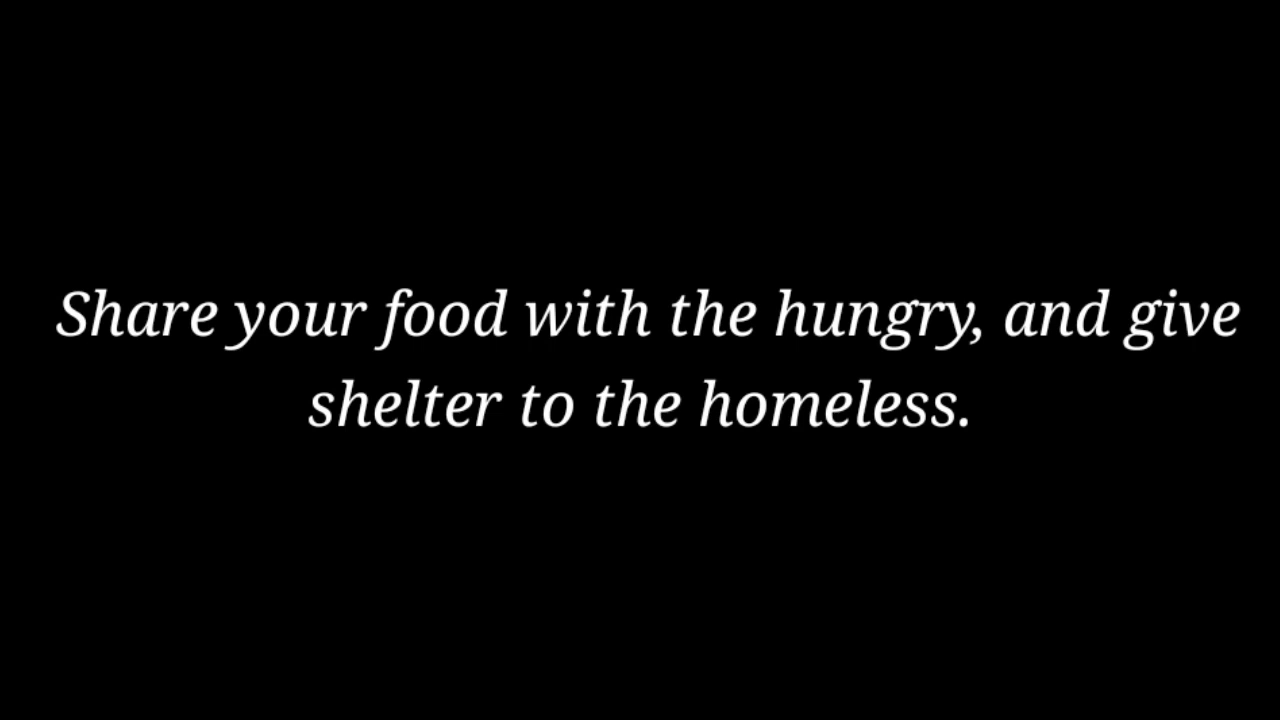 Share your food with the hungry, and give
shelter to the homeless.